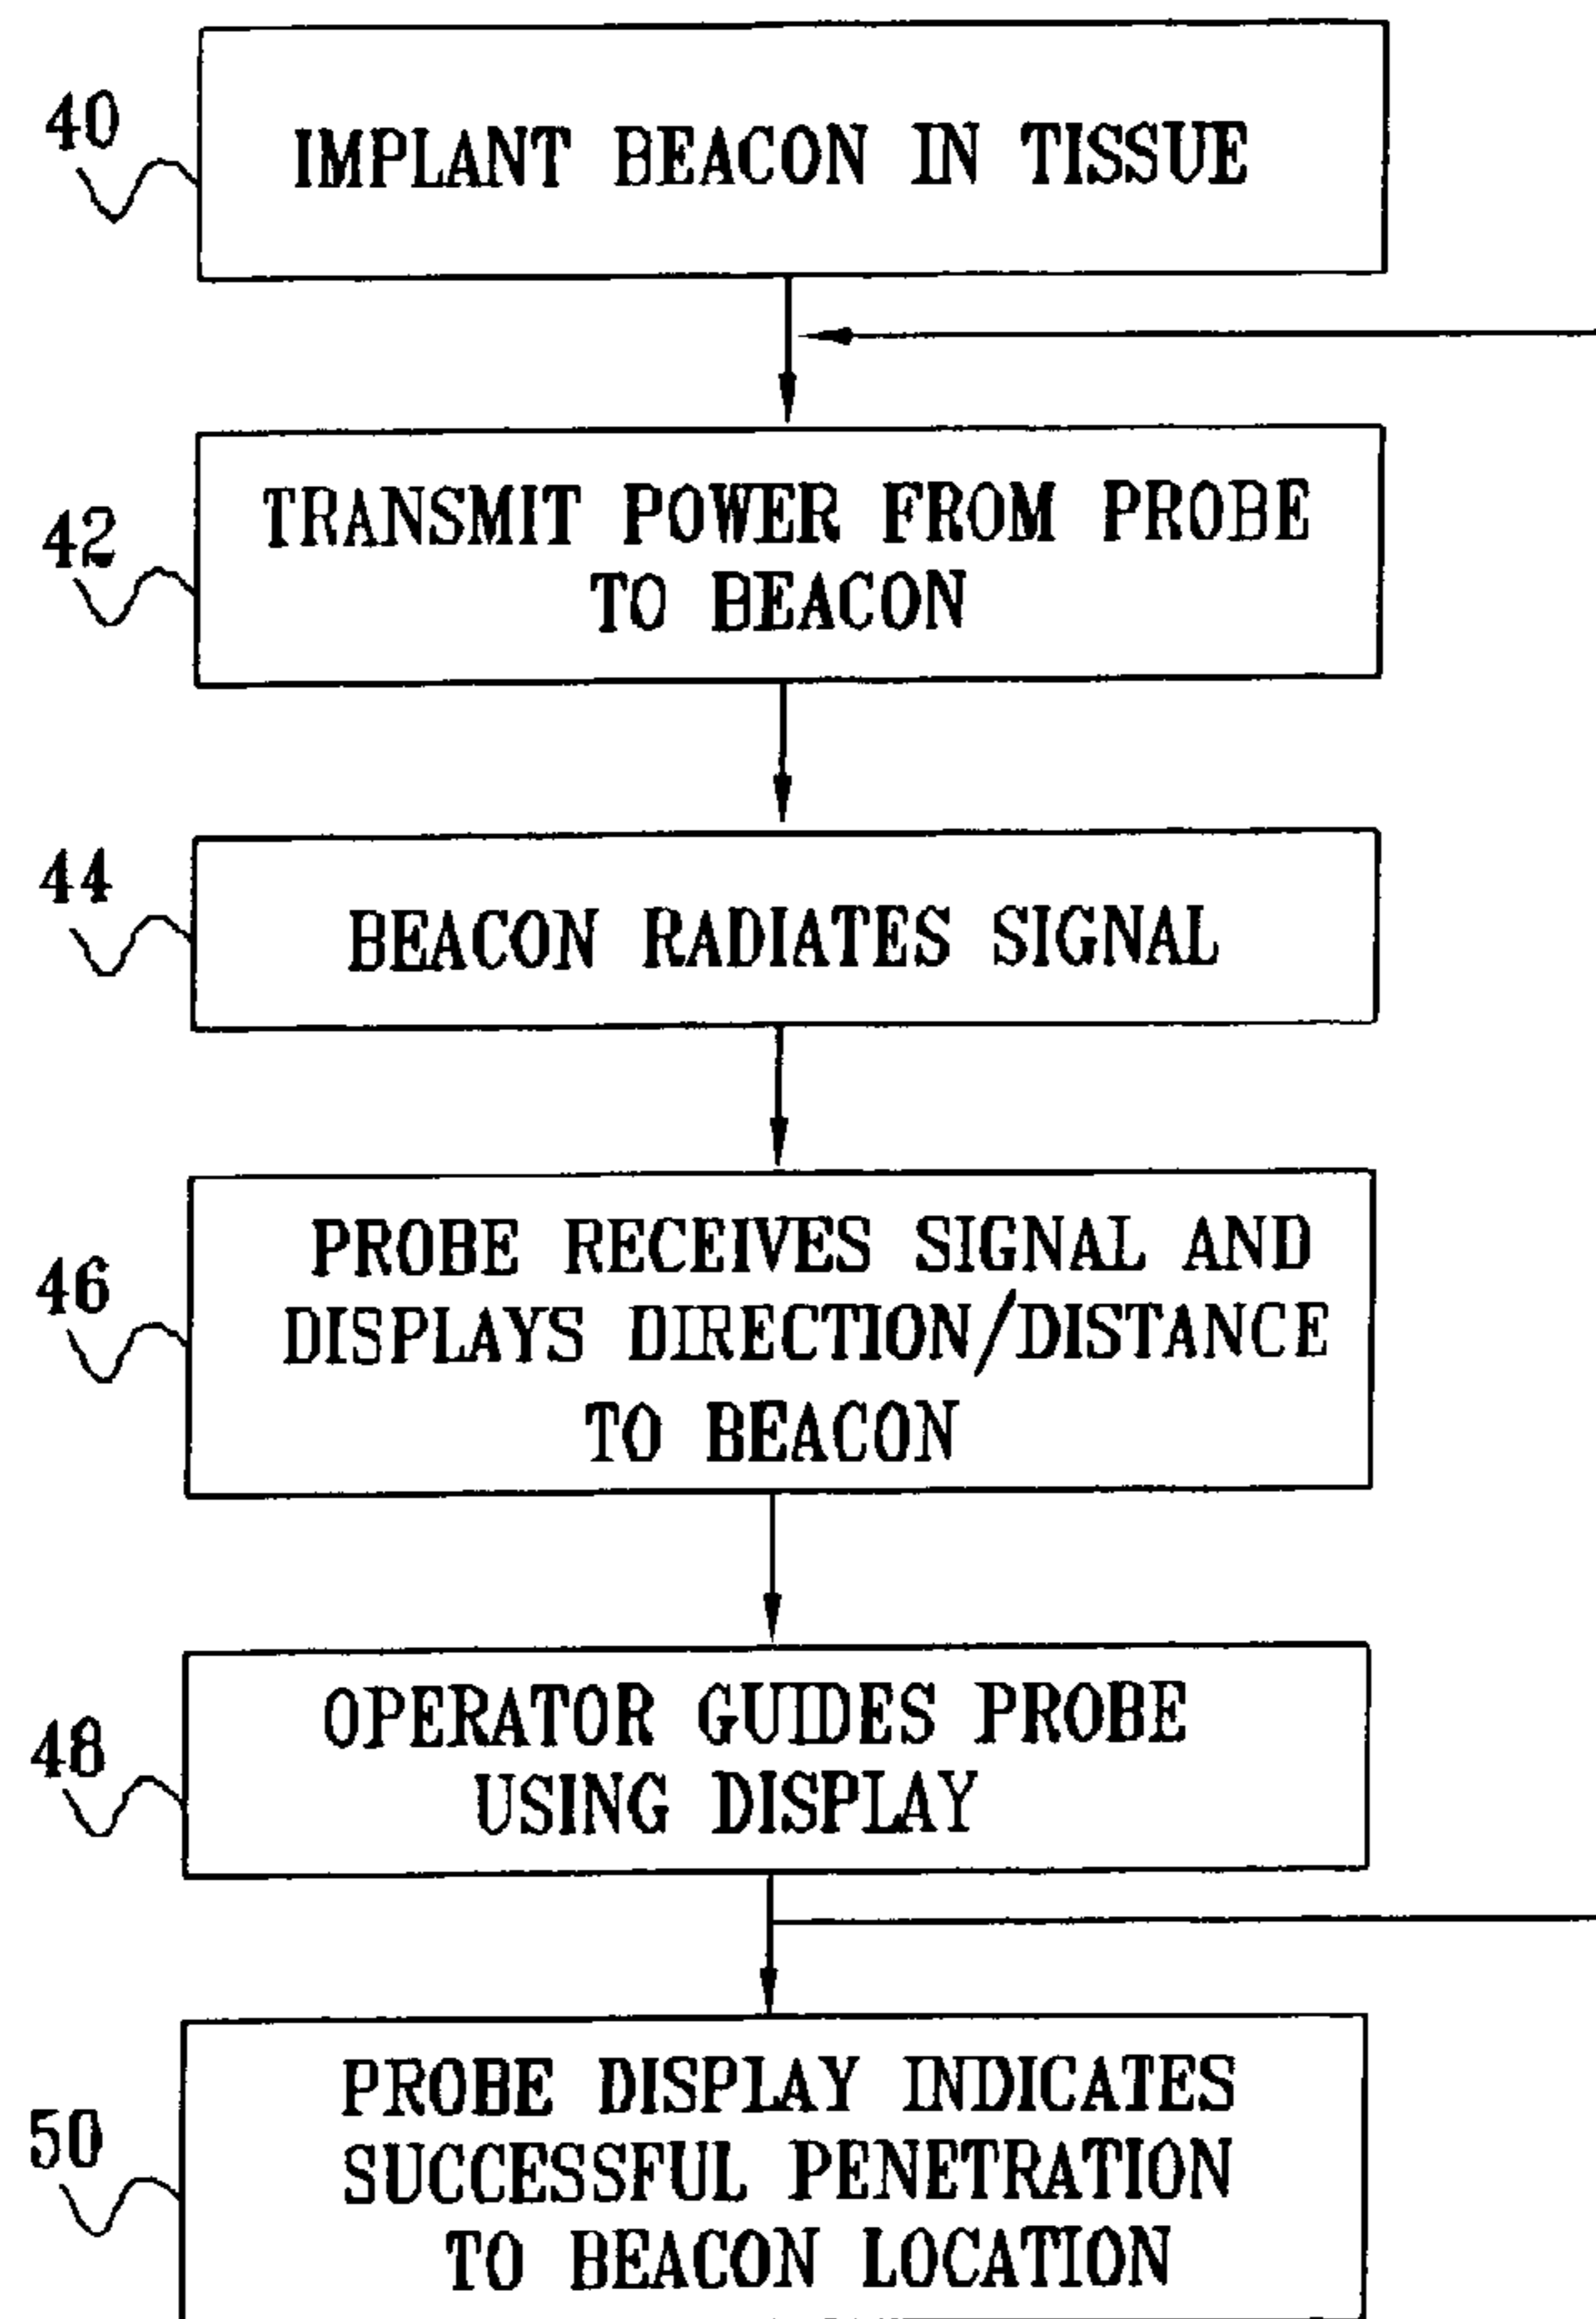 40
IMPLANT BEACON IN TISSUE
42
TRANSMIT POWER FROM PROBE
TO BEACON
44
BEACON RADIATES SIGNAL
46
PROBE RECEIVES SIGNAL AND
DISPLAYS DIRECTION/DISTANCE
TO BEACON
48
OPERATOR GUIDES PROBE
USING DISPLAY
50
PROBE DISPLAY INDICATES
SUCCESSFUL PENETRATION
TO BEACON LOCATION